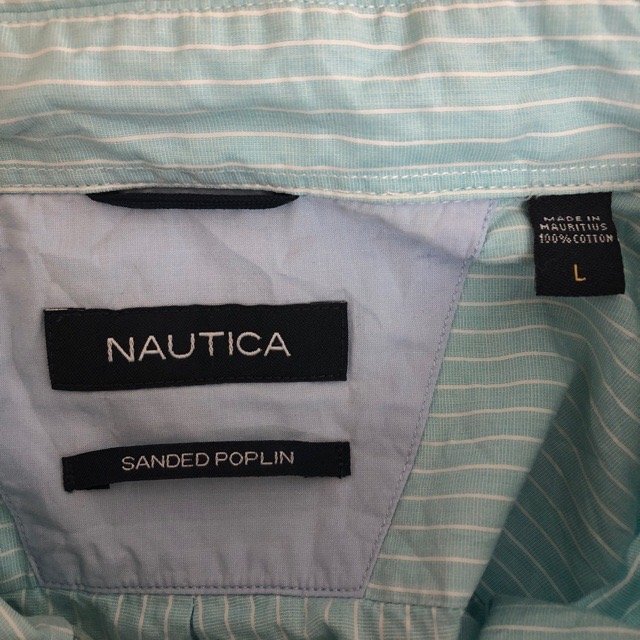 MADE IN
MAURITIUS
100% COTTON
L
NAUTICA
SANDED POPLIN